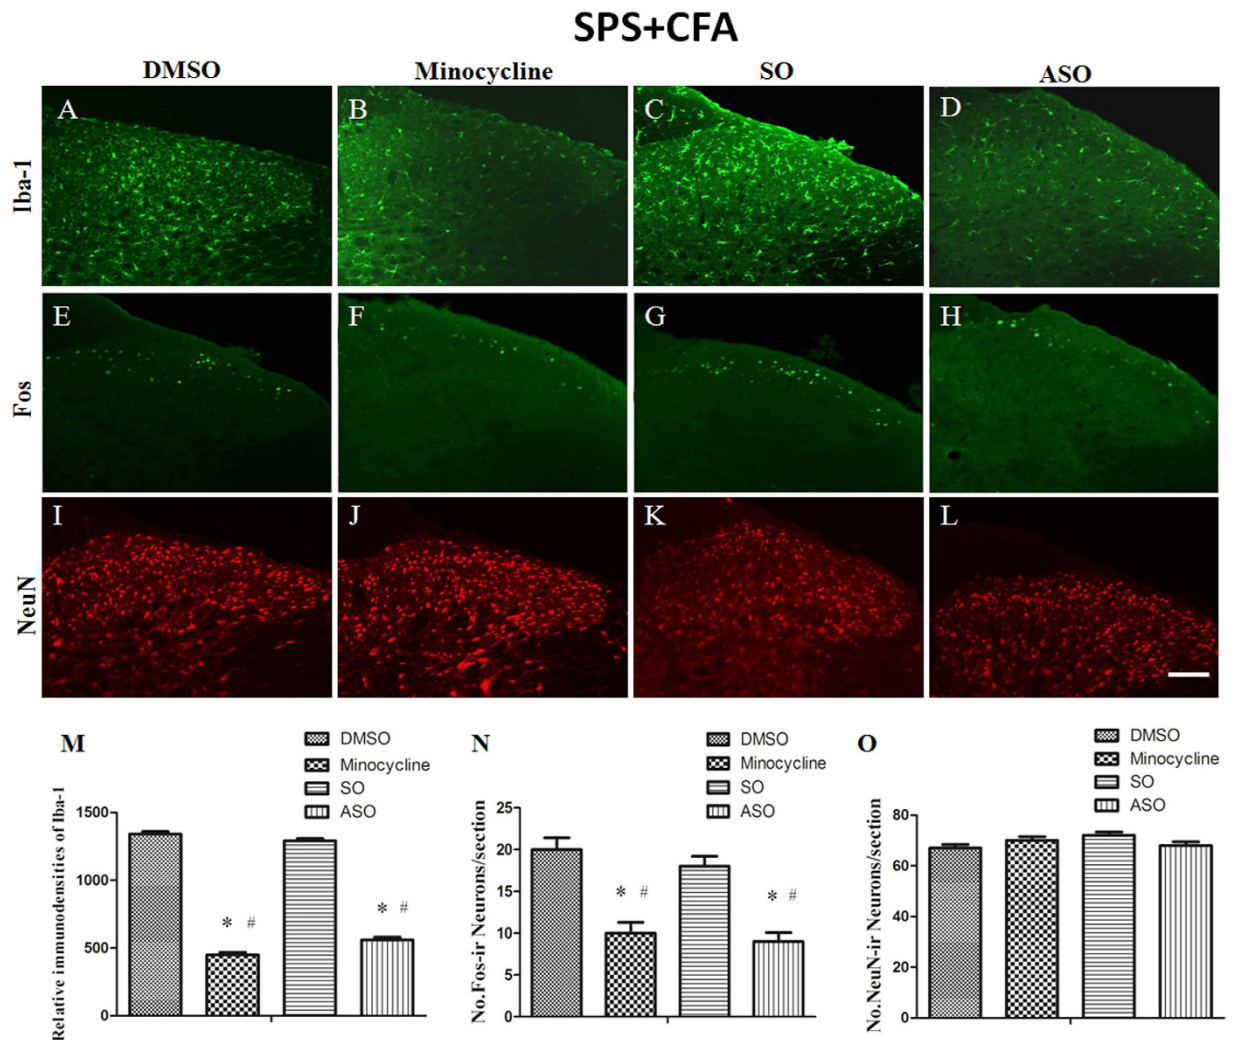 SPS+CFA
DMSO Minocycline SO ASO
Iba-1
A B C D
Fos
E F G H
NeuN
I J K L
M
DMSO
Minocycline
SO
ASO
Relative immunodensities of Iba-1
1500
1000
500
0
* #
* #
N
DMSO
Minocycline
SO
ASO
No.Fos-ir Neurons/section
25
20
15
10
5
0
* #
* #
O
DMSO
Minocycline
SO
ASO
No.NeuN-ir Neurons/section
80
60
40
20
0